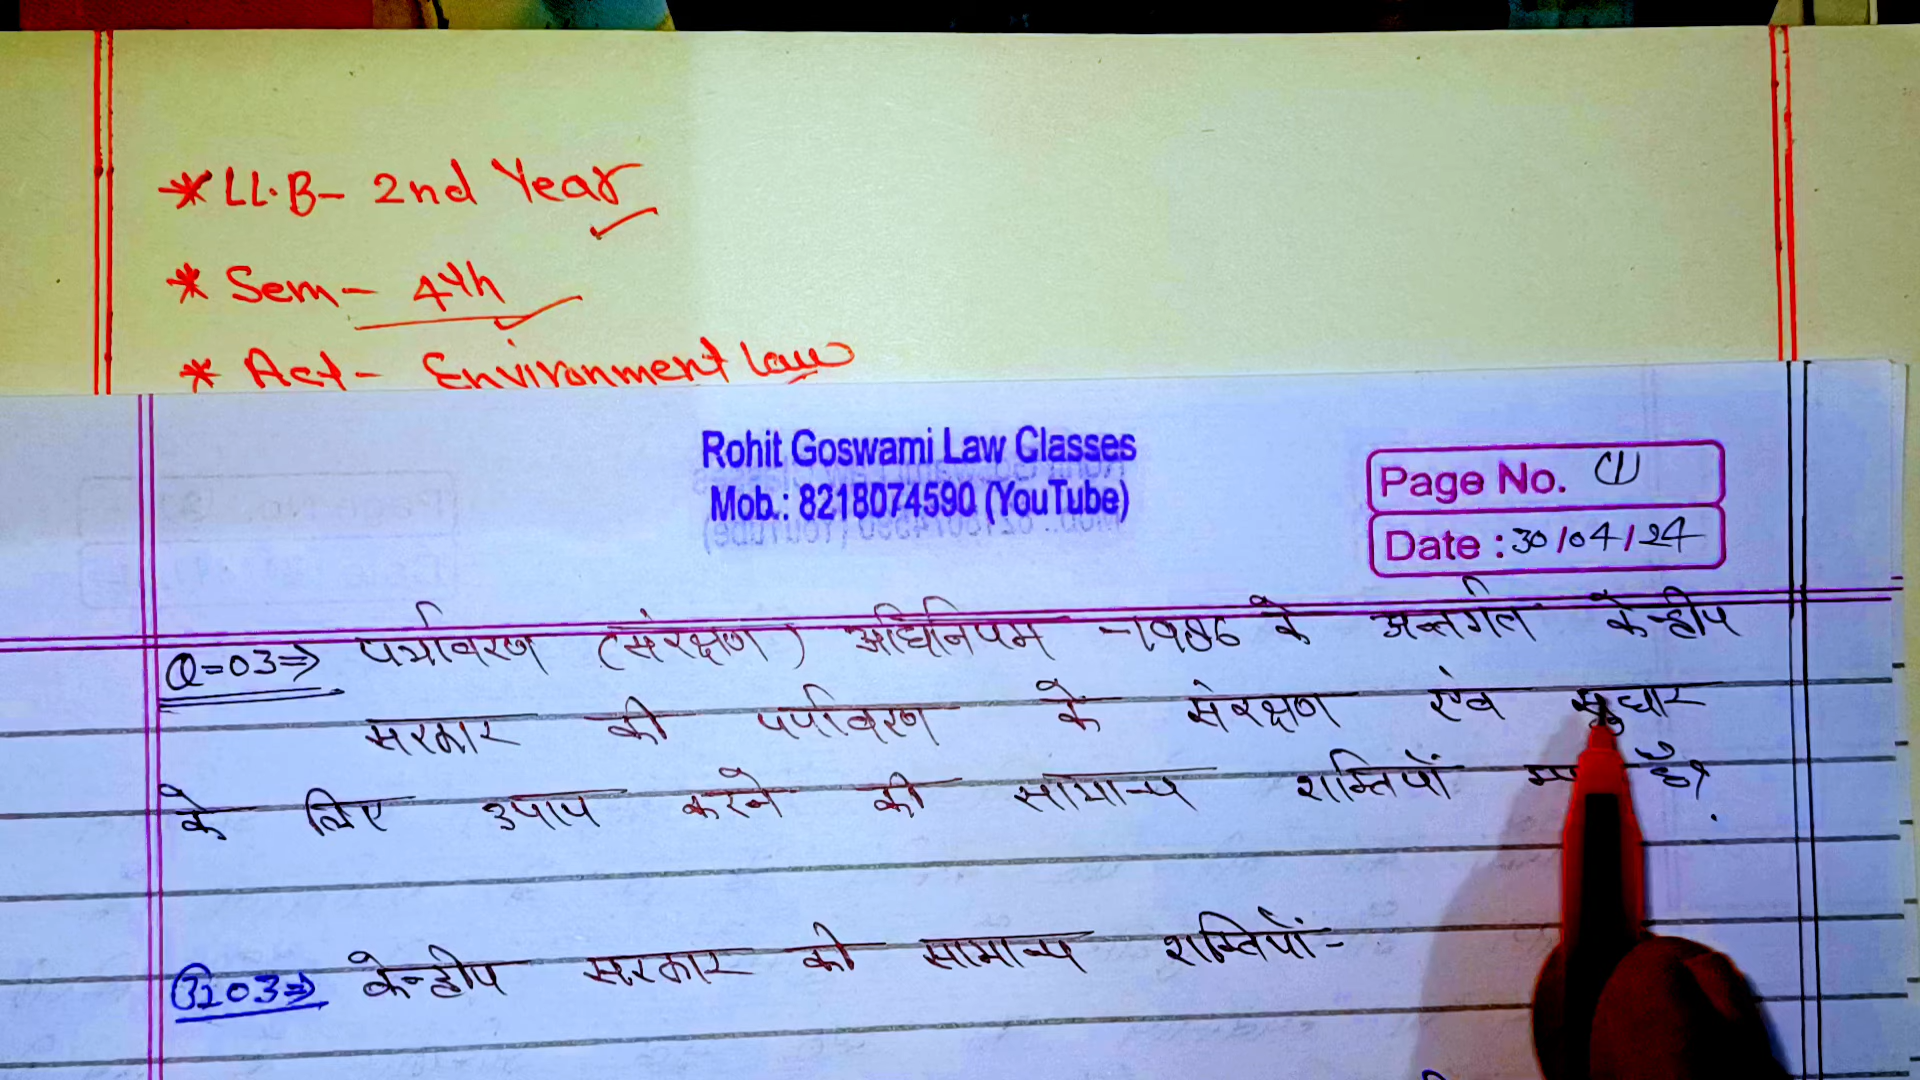 * LL.B- 2nd Year
* Sem- 4th
* Act- Environment Law
Rohit Goswami Law Classes
Mob.: 8218074590 (YouTube)
Page No. (1)
Date : 30/04/24
Q=03⇒ पर्यावरण (संरक्षण) अधिनियम -1986 के अन्तर्गत केन्द्रीय
सरकार की पर्यावरण के संरक्षण एंव सुधार
के लिए उपाय करने की सामान्य शक्तियाँ क्या है?
उ03⇒ केन्द्रीय सरकार की सामान्य शक्तियाँ-